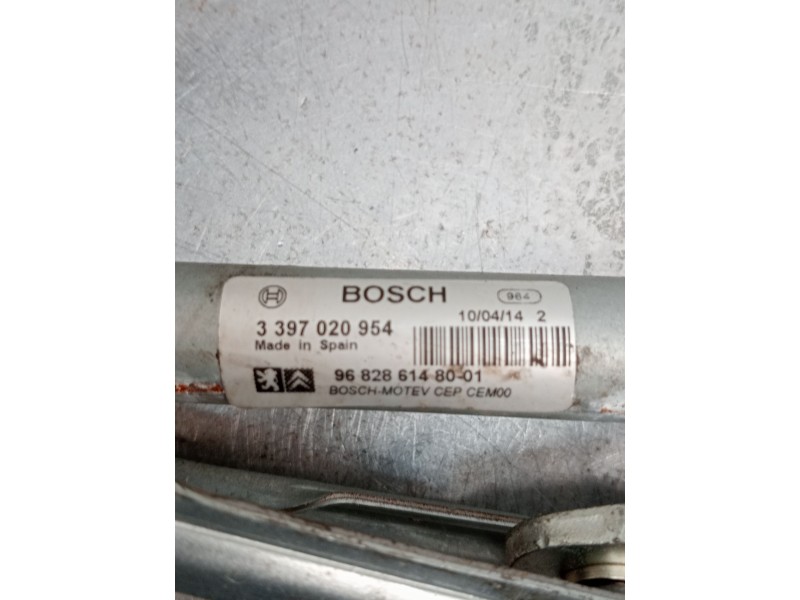 BOSCH
964
10/04/14 2
3 397 020 954
Made in Spain
96 828 614 80-01
BOSCH-MOTEV CEP CEM00